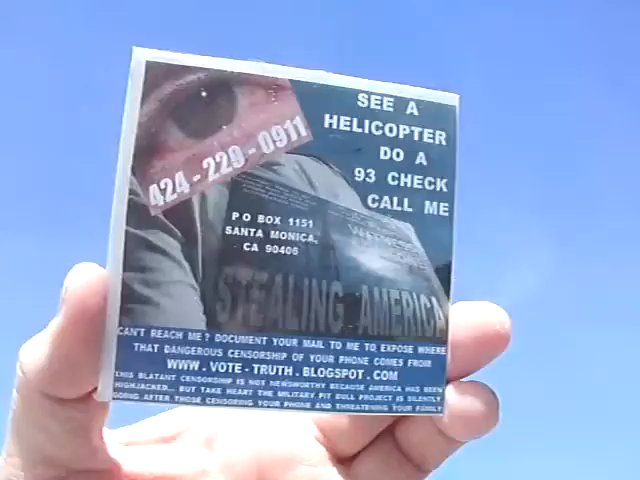 SEE A
HELICOPTER
DO A
93 CHECK
CALL ME
424-229-0911
P O BOX 1151
SANTA MONICA,
CA 90406
STEALING AMERICA
CAN'T REACH ME? DOCUMENT YOUR MAIL TO ME TO EXPOSE WHERE
THAT DANGEROUS CENSORSHIP OF YOUR PHONE COMES FROM
WWW.VOTE-TRUTH.BLOGSPOT.COM
THIS BLATANT CENSORSHIP IS NOT NEWSWORTHY BECAUSE AMERICA HAS BEEN
HIGHJACKED... BUT TAKE HEART THE MILITARY PIT BULL PROJECT IS SILENTLY
GOING AFTER THOSE CENSORING YOUR PHONE AND THREATENING YOUR FAMILY